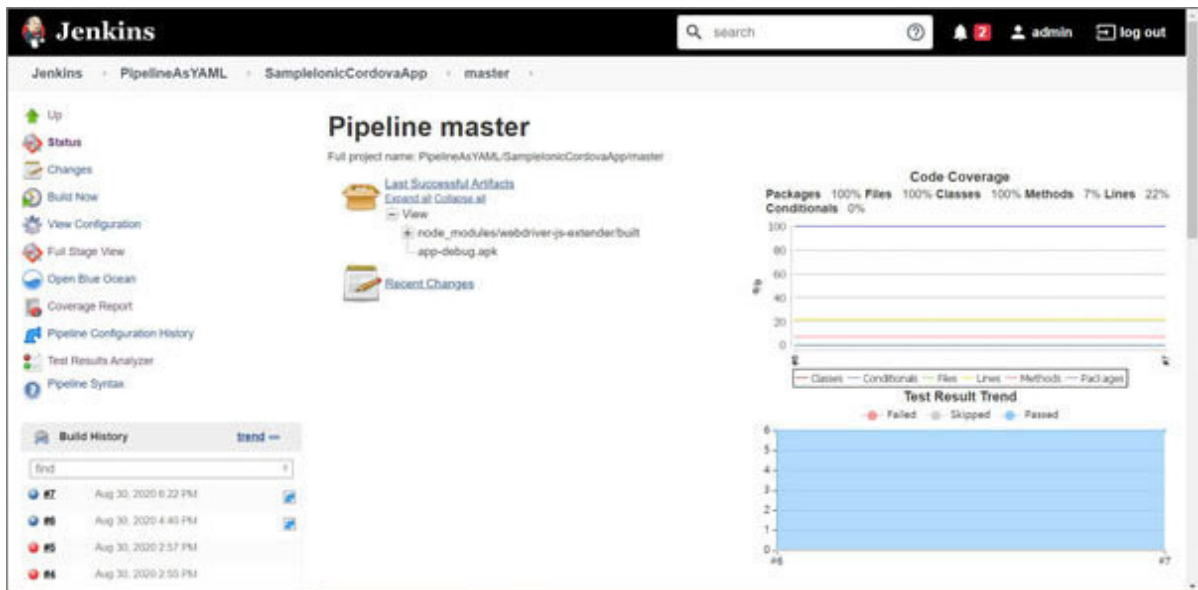 Jenkins
search
2
admin
log out
Jenkins PipelineAsYAML SampleIonicCordovaApp master
Up
Status
Changes
Build Now
View Configuration
Full Stage View
Open Blue Ocean
Coverage Report
Pipeline Configuration History
Test Results Analyzer
Pipeline Syntax
Build History trend
find
#7 Aug 30, 2020 6:22 PM
#6 Aug 30, 2020 4:40 PM
#5 Aug 30, 2020 2:57 PM
#4 Aug 30, 2020 2:55 PM
Pipeline master
Full project name: PipelineAsYAML/SampleIonicCordovaApp/master
Last Successful Artifacts
Expand all Collapse all
View
node_modules/webdriver-js-extender/built
app-debug.apk
Recent Changes
Code Coverage
Packages 100% Files 100% Classes 100% Methods 7% Lines 22%
Conditionals 0%
100
80
60
40
20
0
Classes Conditionals Files Lines Methods Packages
Test Result Trend
Failed Skipped Passed
6
5
4
3
2
1
0
#6 #7